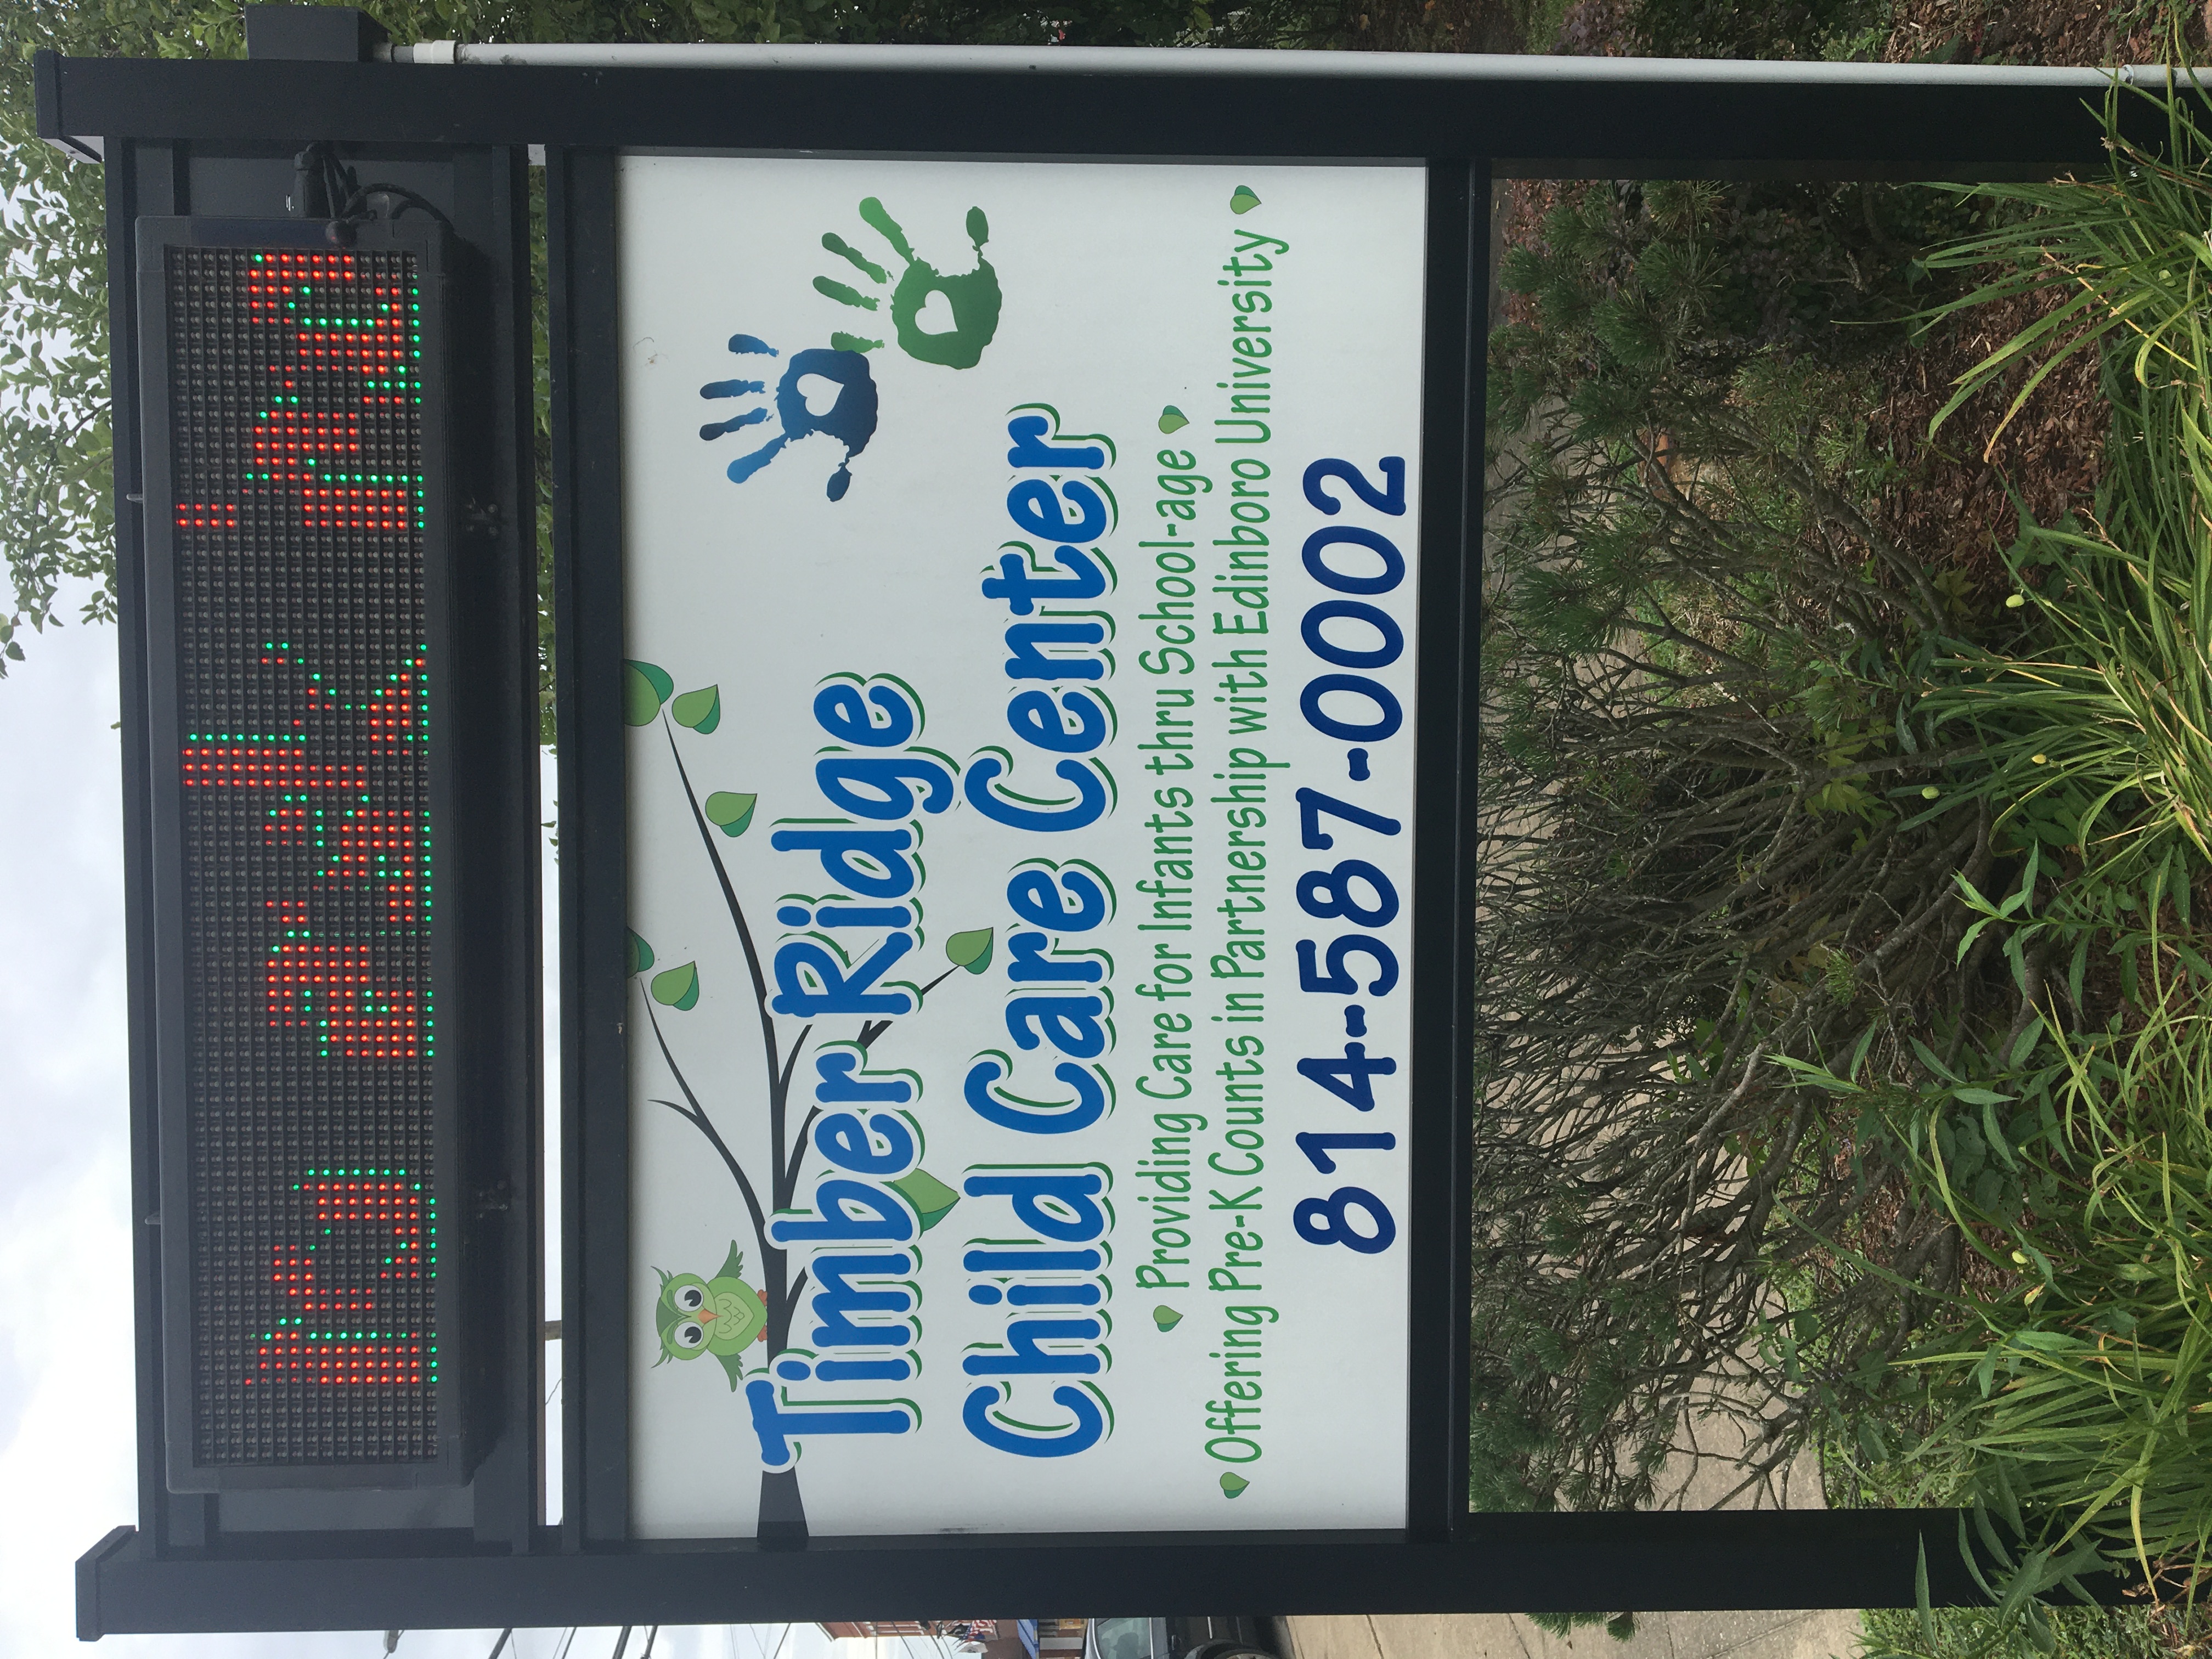 Timber Ridge
Child Care Center
Providing Care for Infants thru School-age
Offering Pre-K Counts in Partnership with Edinboro University
814-587-0002